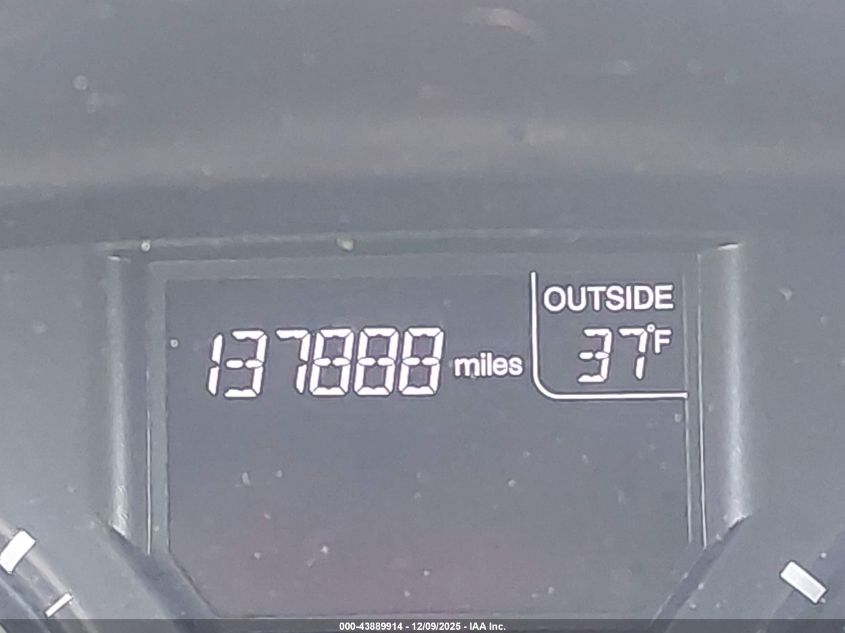 OUTSIDE
137888 miles 37°F
000-43889914 - 12/09/2025 - IAA Inc.